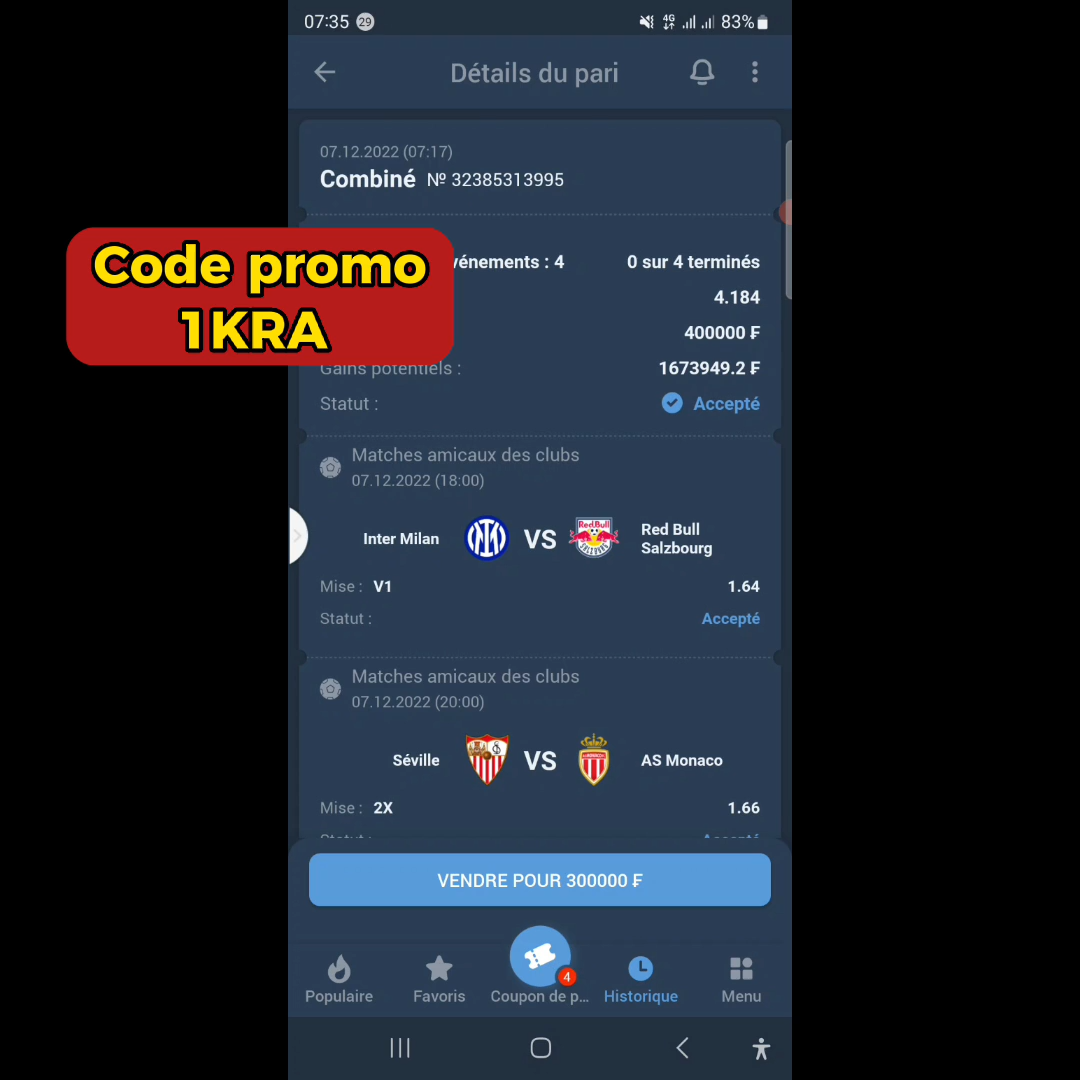 07:35 29 4G 83%
Détails du pari
07.12.2022 (07:17)
Combiné № 32385313995
Code promo
1KRA
vénements : 4 0 sur 4 terminés
4.184
400000 ₣
Gains potentiels : 1673949.2 ₣
Statut : Accepté
Matches amicaux des clubs
07.12.2022 (18:00)
Inter Milan VS Red Bull
Salzbourg
Mise : V1 1.64
Statut : Accepté
Matches amicaux des clubs
07.12.2022 (20:00)
Séville VS AS Monaco
Mise : 2X 1.66
Statut : Accepté
VENDRE POUR 300000 ₣
4
Populaire Favoris Coupon de p... Historique Menu